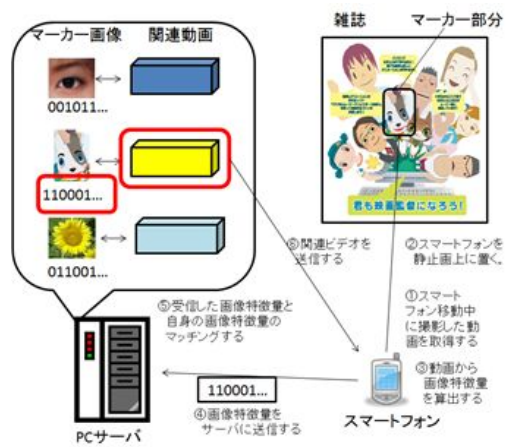 マーカー画像
関連動画
001011...
110001...
011001...
雑誌
マーカー部分
君も映画監督になろう!
⑥関連ビデオを
送信する
②スマートフォンを
静止画上に置く。
①スマート
フォン移動中
に撮影した動
画を取得する
③動画から
画像特徴量
を算出する
⑤受信した画像特徴量と
自身の画像特徴量の
マッチングする
110001...
④画像特徴量を
サーバに送信する
PCサーバ
スマートフォン